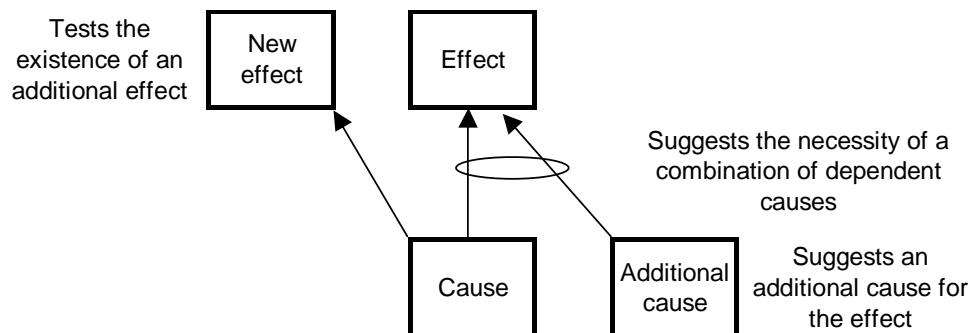 Tests the
existence of an
additional effect
New
effect
Effect
Suggests the necessity of a
combination of dependent
causes
Cause
Additional
cause
Suggests an
additional cause for
the effect